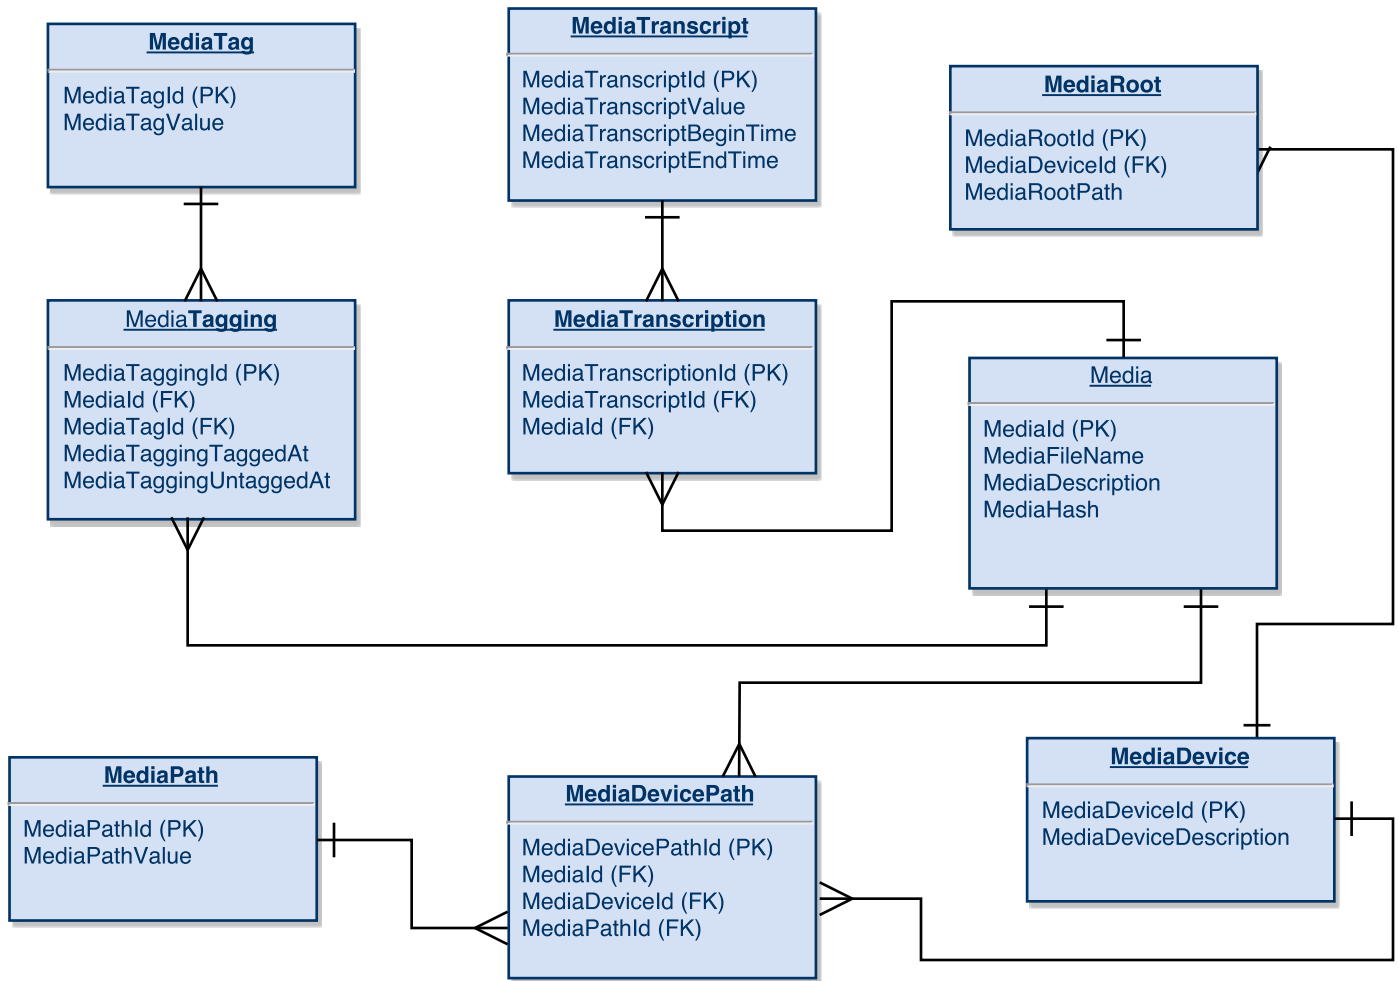 MediaTag
MediaTagId (PK)
MediaTagValue
MediaTranscript
MediaTranscriptId (PK)
MediaTranscriptValue
MediaTranscriptBeginTime
MediaTranscriptEndTime
MediaRoot
MediaRootId (PK)
MediaDeviceId (FK)
MediaRootPath
MediaTagging
MediaTaggingId (PK)
MediaId (FK)
MediaTagId (FK)
MediaTaggingTaggedAt
MediaTaggingUntaggedAt
MediaTranscription
MediaTranscriptionId (PK)
MediaTranscriptId (FK)
MediaId (FK)
Media
MediaId (PK)
MediaFileName
MediaDescription
MediaHash
MediaPath
MediaPathId (PK)
MediaPathValue
MediaDevicePath
MediaDevicePathId (PK)
MediaId (FK)
MediaDeviceId (FK)
MediaPathId (FK)
MediaDevice
MediaDeviceId (PK)
MediaDeviceDescription